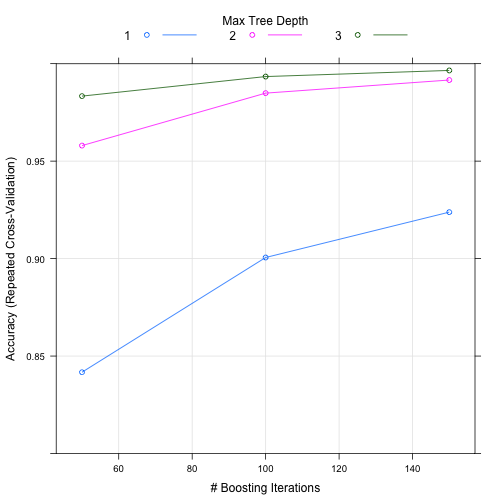 Max Tree Depth
1 2 3
Accuracy (Repeated Cross-Validation)
0.95
0.90
0.85
60 80 100 120 140
# Boosting Iterations